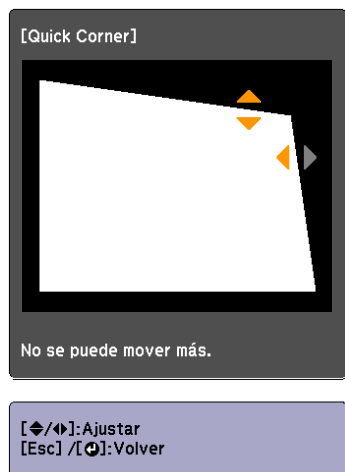 [Quick Corner]
No se puede mover más.
[◆/◆]:Ajustar
[Esc] /[↵]:Volver